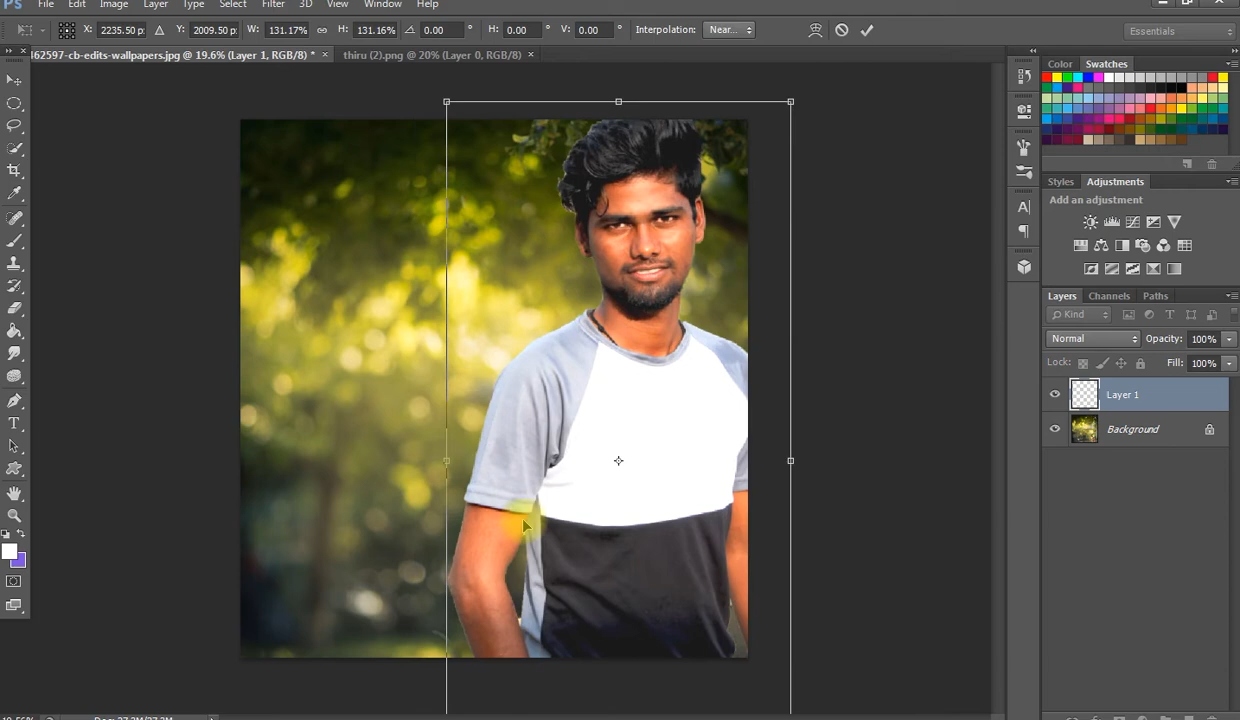 Ps File Edit Image Layer Type Select Filter 3D View Window Help
X: 2235.50 p: Y: 2009.50 p: W: 131.17% H: 131.16% 0.00 ° H: 0.00 ° V: 0.00 ° Interpolation: Near... Essentials
462597-cb-edits-wallpapers.jpg @ 19.6% (Layer 1, RGB/8) * × thiru (2).png @ 20% (Layer 0, RGB/8) ×
Color Swatches
Styles Adjustments
Add an adjustment
Layers Channels Paths
Kind
Normal Opacity: 100%
Lock: Fill: 100%
Layer 1
Background